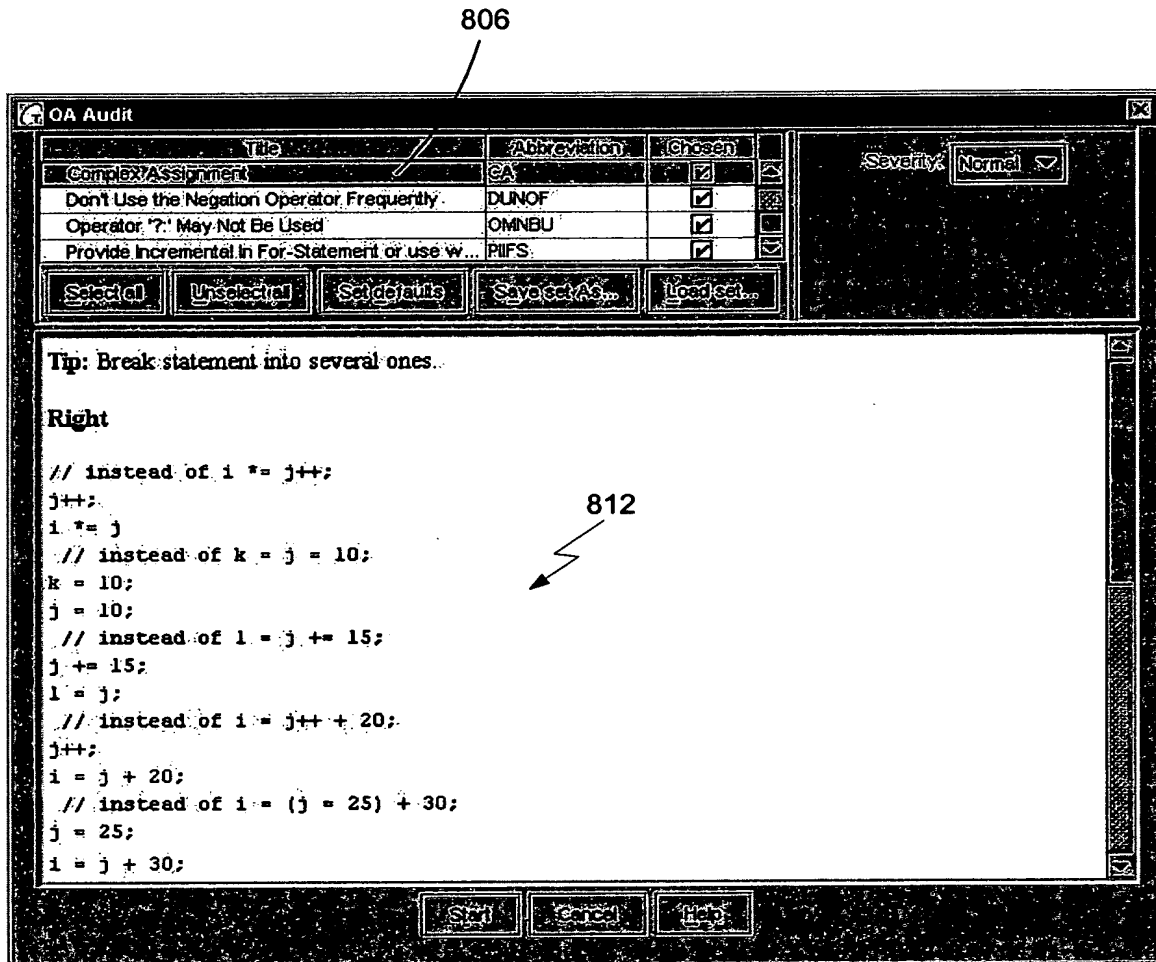 806
QA Audit
Title Abbreviation Chosen
Complex Assignment CA
Don't Use the Negation Operator Frequently DUNOF
Operator '?:' May Not Be Used OMNBU
Provide Incremental In For-Statement or use w... PIIFS
Severity: Normal
Select all Unselect all Set defaults Save set As... Load set...
Tip: Break statement into several ones.
Right
// instead of i *= j++;
j++;
i *= j
// instead of k = j = 10;
k = 10;
j = 10;
// instead of l = j += 15;
j += 15;
l = j;
// instead of i = j++ + 20;
j++;
i = j + 20;
// instead of i = (j = 25) + 30;
j = 25;
i = j + 30;
812
Start Cancel Help